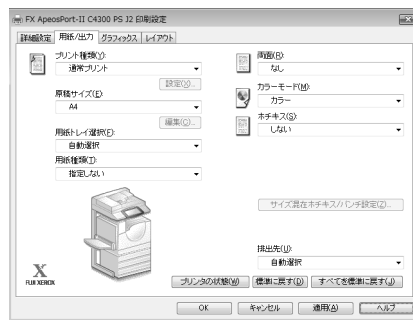 FX ApeosPort-II C4300 PS J2 印刷設定
詳細設定 用紙/出力 グラフィックス レイアウト
プリント種類(Y):
通常プリント
設定(X)...
原稿サイズ(E):
A4
編集(C)...
用紙トレイ選択(F):
自動選択
用紙種類(T):
指定しない
両面(B):
なし
カラーモード(M):
カラー
ホチキス(S):
しない
サイズ混在ホチキス/パンチ設定(Z)...
排出先(U):
自動選択
FUJI XEROX
プリンタの状態(W) 標準に戻す(D) すべてを標準に戻す(J)
OK キャンセル 適用(A) ヘルプ